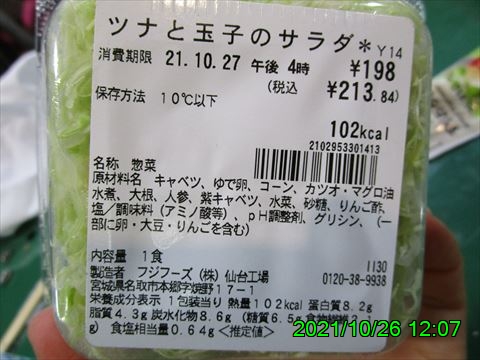 ツナと玉子のサラダ* Y14
消費期限 21.10.27 午後 4時 ¥198
(税込 ¥213.84)
保存方法 10℃以下
102kcal
2102953301413
名称 惣菜
原材料名 キャベツ、ゆで卵、コーン、カツオ・マグロ油
水煮、大根、人参、紫キャベツ、水菜、砂糖、りんご酢、
塩/調味料(アミノ酸等)、pH調整剤、グリシン、(一
部に卵・大豆・りんごを含む)
内容量 1食 1130
製造者 フジフーズ(株)仙台工場 0120-38-9938
宮城県名取市本郷字焼野17-1
栄養成分表示 1包装当り 熱量102kcal 蛋白質8.2g
脂質4.3g 炭水化物8.6g (糖質6.5g 食物繊維2.1
g) 食塩相当量0.64g <推定値>
2021/10/26 12:07